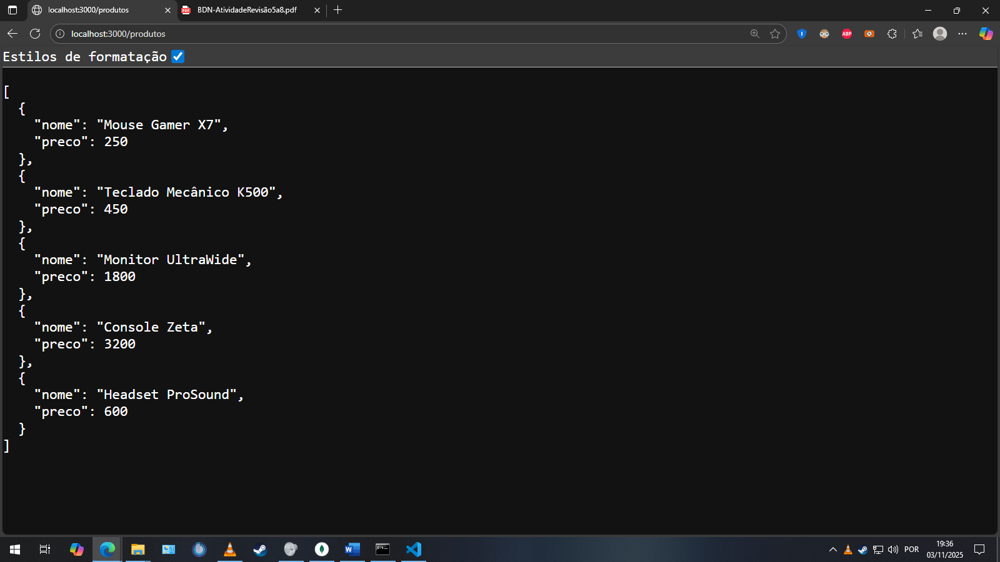 localhost:3000/produtos
BDN-AtividadeRevisão5a8.pdf
localhost:3000/produtos
ABP
Estilos de formatação
[
  {
    "nome": "Mouse Gamer X7",
    "preco": 250
  },
  {
    "nome": "Teclado Mecânico K500",
    "preco": 450
  },
  {
    "nome": "Monitor UltraWide",
    "preco": 1800
  },
  {
    "nome": "Console Zeta",
    "preco": 3200
  },
  {
    "nome": "Headset ProSound",
    "preco": 600
  }
]
POR
19:36
03/11/2025